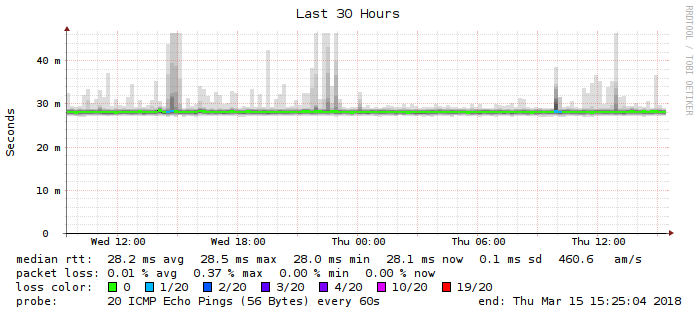 Last 30 Hours
RRDTOOL / TOBI OETIKER
Seconds
40 m
30 m
20 m
10 m
0
Wed 12:00 Wed 18:00 Thu 00:00 Thu 06:00 Thu 12:00
median rtt: 28.2 ms avg 28.5 ms max 28.0 ms min 28.1 ms now 0.1 ms sd 460.6 am/s
packet loss: 0.01 % avg 0.37 % max 0.00 % min 0.00 % now
loss color: 0 1/20 2/20 3/20 4/20 10/20 19/20
probe: 20 ICMP Echo Pings (56 Bytes) every 60s end: Thu Mar 15 15:25:04 2018